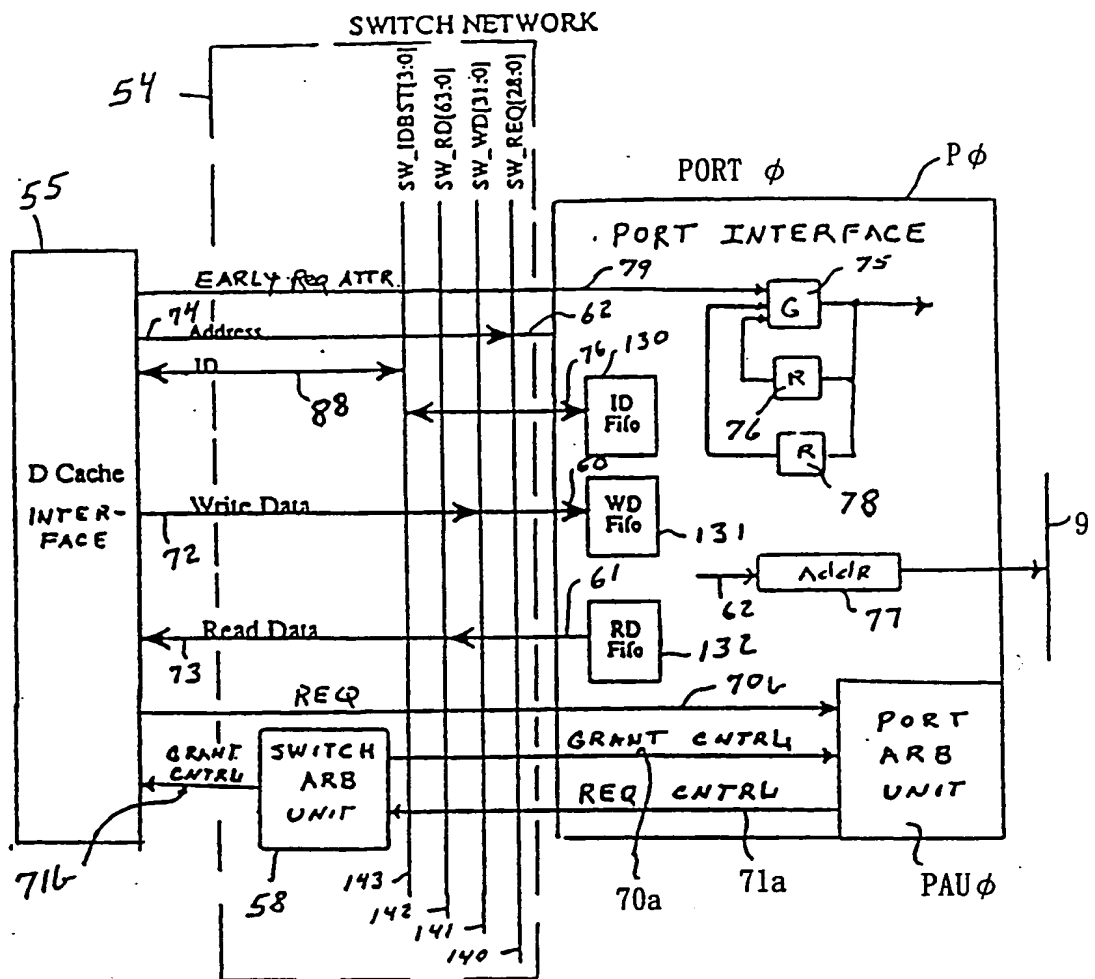 SWITCH NETWORK
54
SW_IDBST[3:0]
SW_RD[63:0]
SW_WD[31:0]
SW_REQ[28:0]
PORT φ
Pφ
55
PORT INTERFACE
EARLY Req ATTR.
79
75
G
74
Address
62
ID
88
76
130
ID
Fifo
R
76
R
78
D Cache
INTER-
FACE
Write Data
72
60
WD
Fifo
131
9
61
62
AddR
77
Read Data
73
RD
Fifo
132
REQ
70b
GRANT
CNTRL
SWITCH
ARB
UNIT
GRANT CNTRL
REQ CNTRL
PORT
ARB
UNIT
71b
58
143
142
141
140
70a
71a
PAUφ